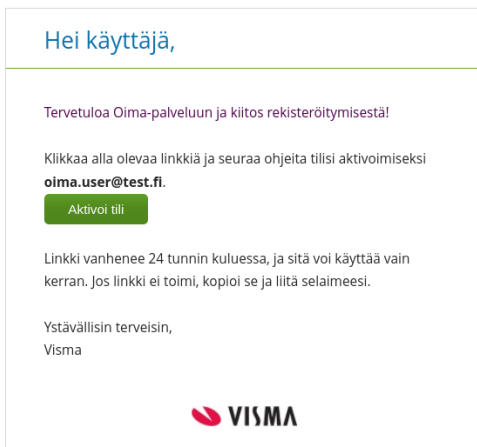 Hei käyttäjä,
Tervetuloa Oima-palveluun ja kiitos rekisteröitymisestä!
Klikkaa alla olevaa linkkiä ja seuraa ohjeita tilisi aktivoimiseksi
oima.user@test.fi.
Aktivoi tili
Linkki vanhenee 24 tunnin kuluessa, ja sitä voi käyttää vain
kerran. Jos linkki ei toimi, kopioi se ja liitä selaimeesi.
Ystävällisin terveisin,
Visma
VISMA